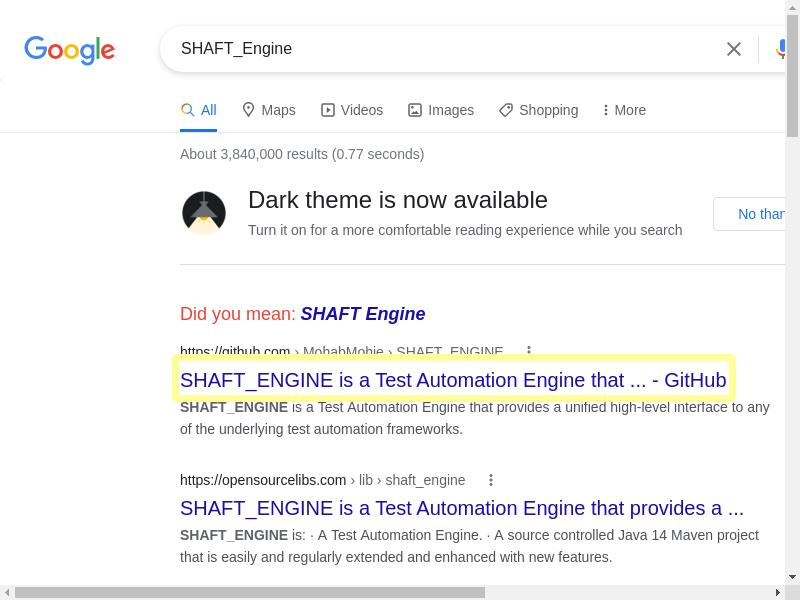 Google
SHAFT_Engine
All Maps Videos Images Shopping More
About 3,840,000 results (0.77 seconds)
Dark theme is now available
Turn it on for a more comfortable reading experience while you search
No than
Did you mean: SHAFT Engine
https://github.com › MohabMohie › SHAFT_ENGINE
SHAFT_ENGINE is a Test Automation Engine that ... - GitHub
SHAFT_ENGINE is a Test Automation Engine that provides a unified high-level interface to any
of the underlying test automation frameworks.
https://opensourcelibs.com › lib › shaft_engine
SHAFT_ENGINE is a Test Automation Engine that provides a ...
SHAFT_ENGINE is: · A Test Automation Engine. · A source controlled Java 14 Maven project
that is easily and regularly extended and enhanced with new features.